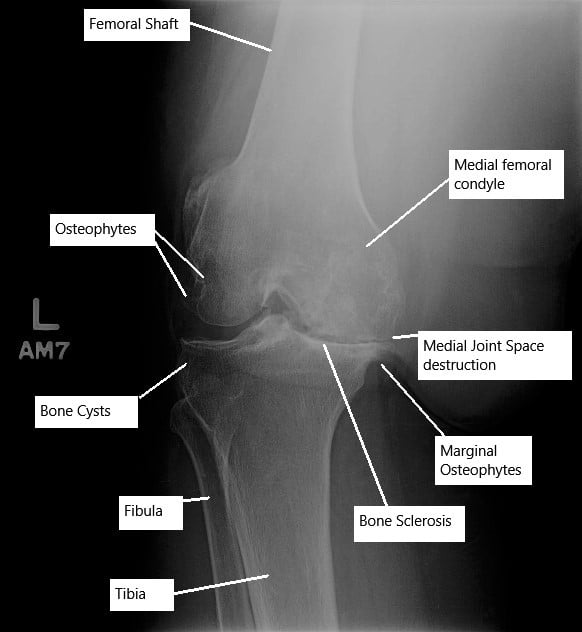 Femoral Shaft
Medial femoral
condyle
Osteophytes
L
AM7
Medial Joint Space
destruction
Bone Cysts
Marginal
Osteophytes
Fibula
Bone Sclerosis
Tibia